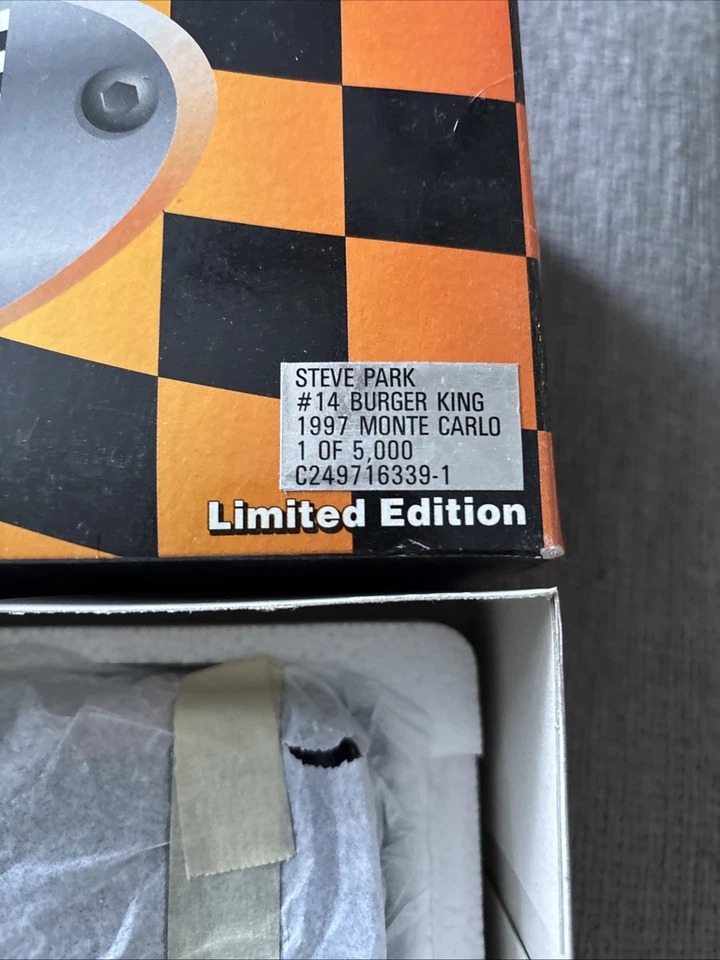 STEVE PARK
#14 BURGER KING
1997 MONTE CARLO
1 OF 5,000
C249716339-1
Limited Edition